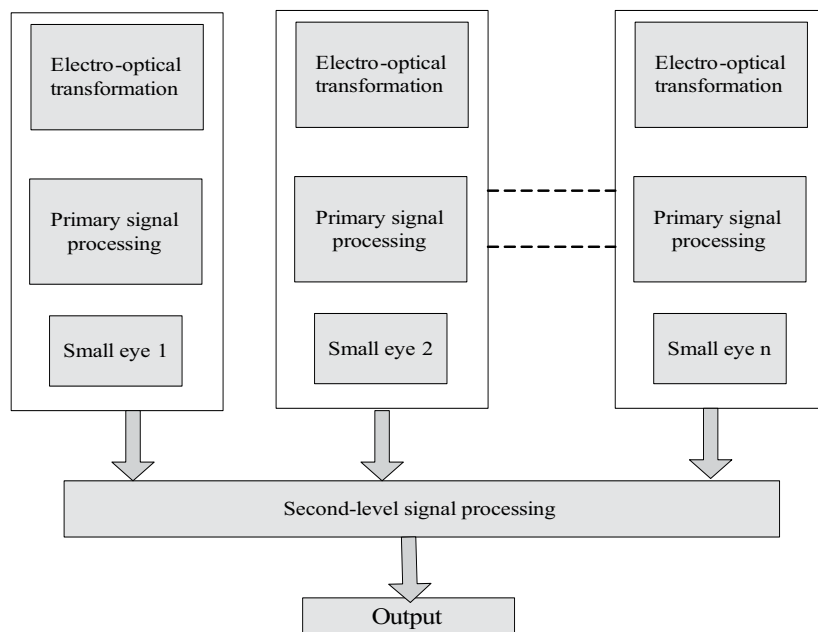 Electro-optical
transformation
Primary signal
processing
Small eye 1
Electro-optical
transformation
Primary signal
processing
Small eye 2
Electro-optical
transformation
Primary signal
processing
Small eye n
Second-level signal processing
Output